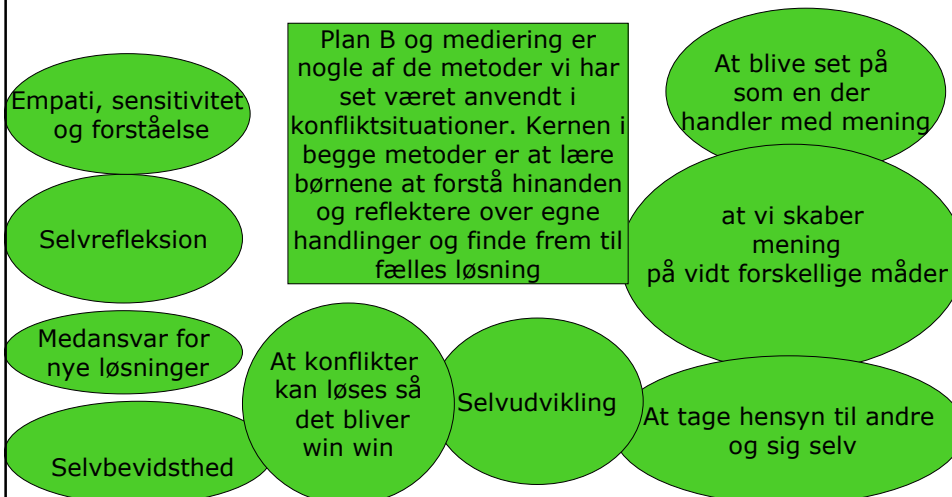 Plan B og mediering er
nogle af de metoder vi har
set været anvendt i
konfliktsituationer. Kernen i
begge metoder er at lære
børnene at forstå hinanden
og reflektere over egne
handlinger og finde frem til
fælles løsning
Empati, sensitivitet
og forståelse
Selvrefleksion
Medansvar for
nye løsninger
Selvbevidsthed
At konflikter
kan løses så
det bliver
win win
Selvudvikling
At blive set på
som en der
handler med mening
at vi skaber
mening
på vidt forskellige måder
At tage hensyn til andre
og sig selv